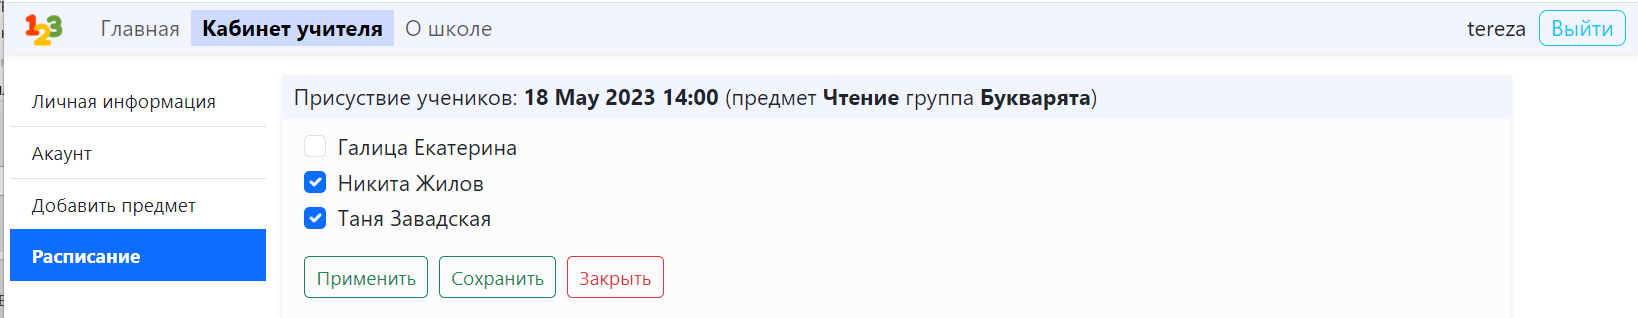 123 Главная Кабинет учителя О школе tereza Выйти
Личная информация
Акаунт
Добавить предмет
Расписание
Присуствие учеников: 18 May 2023 14:00 (предмет Чтение группа Букварята)
Галица Екатерина
Никита Жилов
Таня Завадская
Применить Сохранить Закрыть